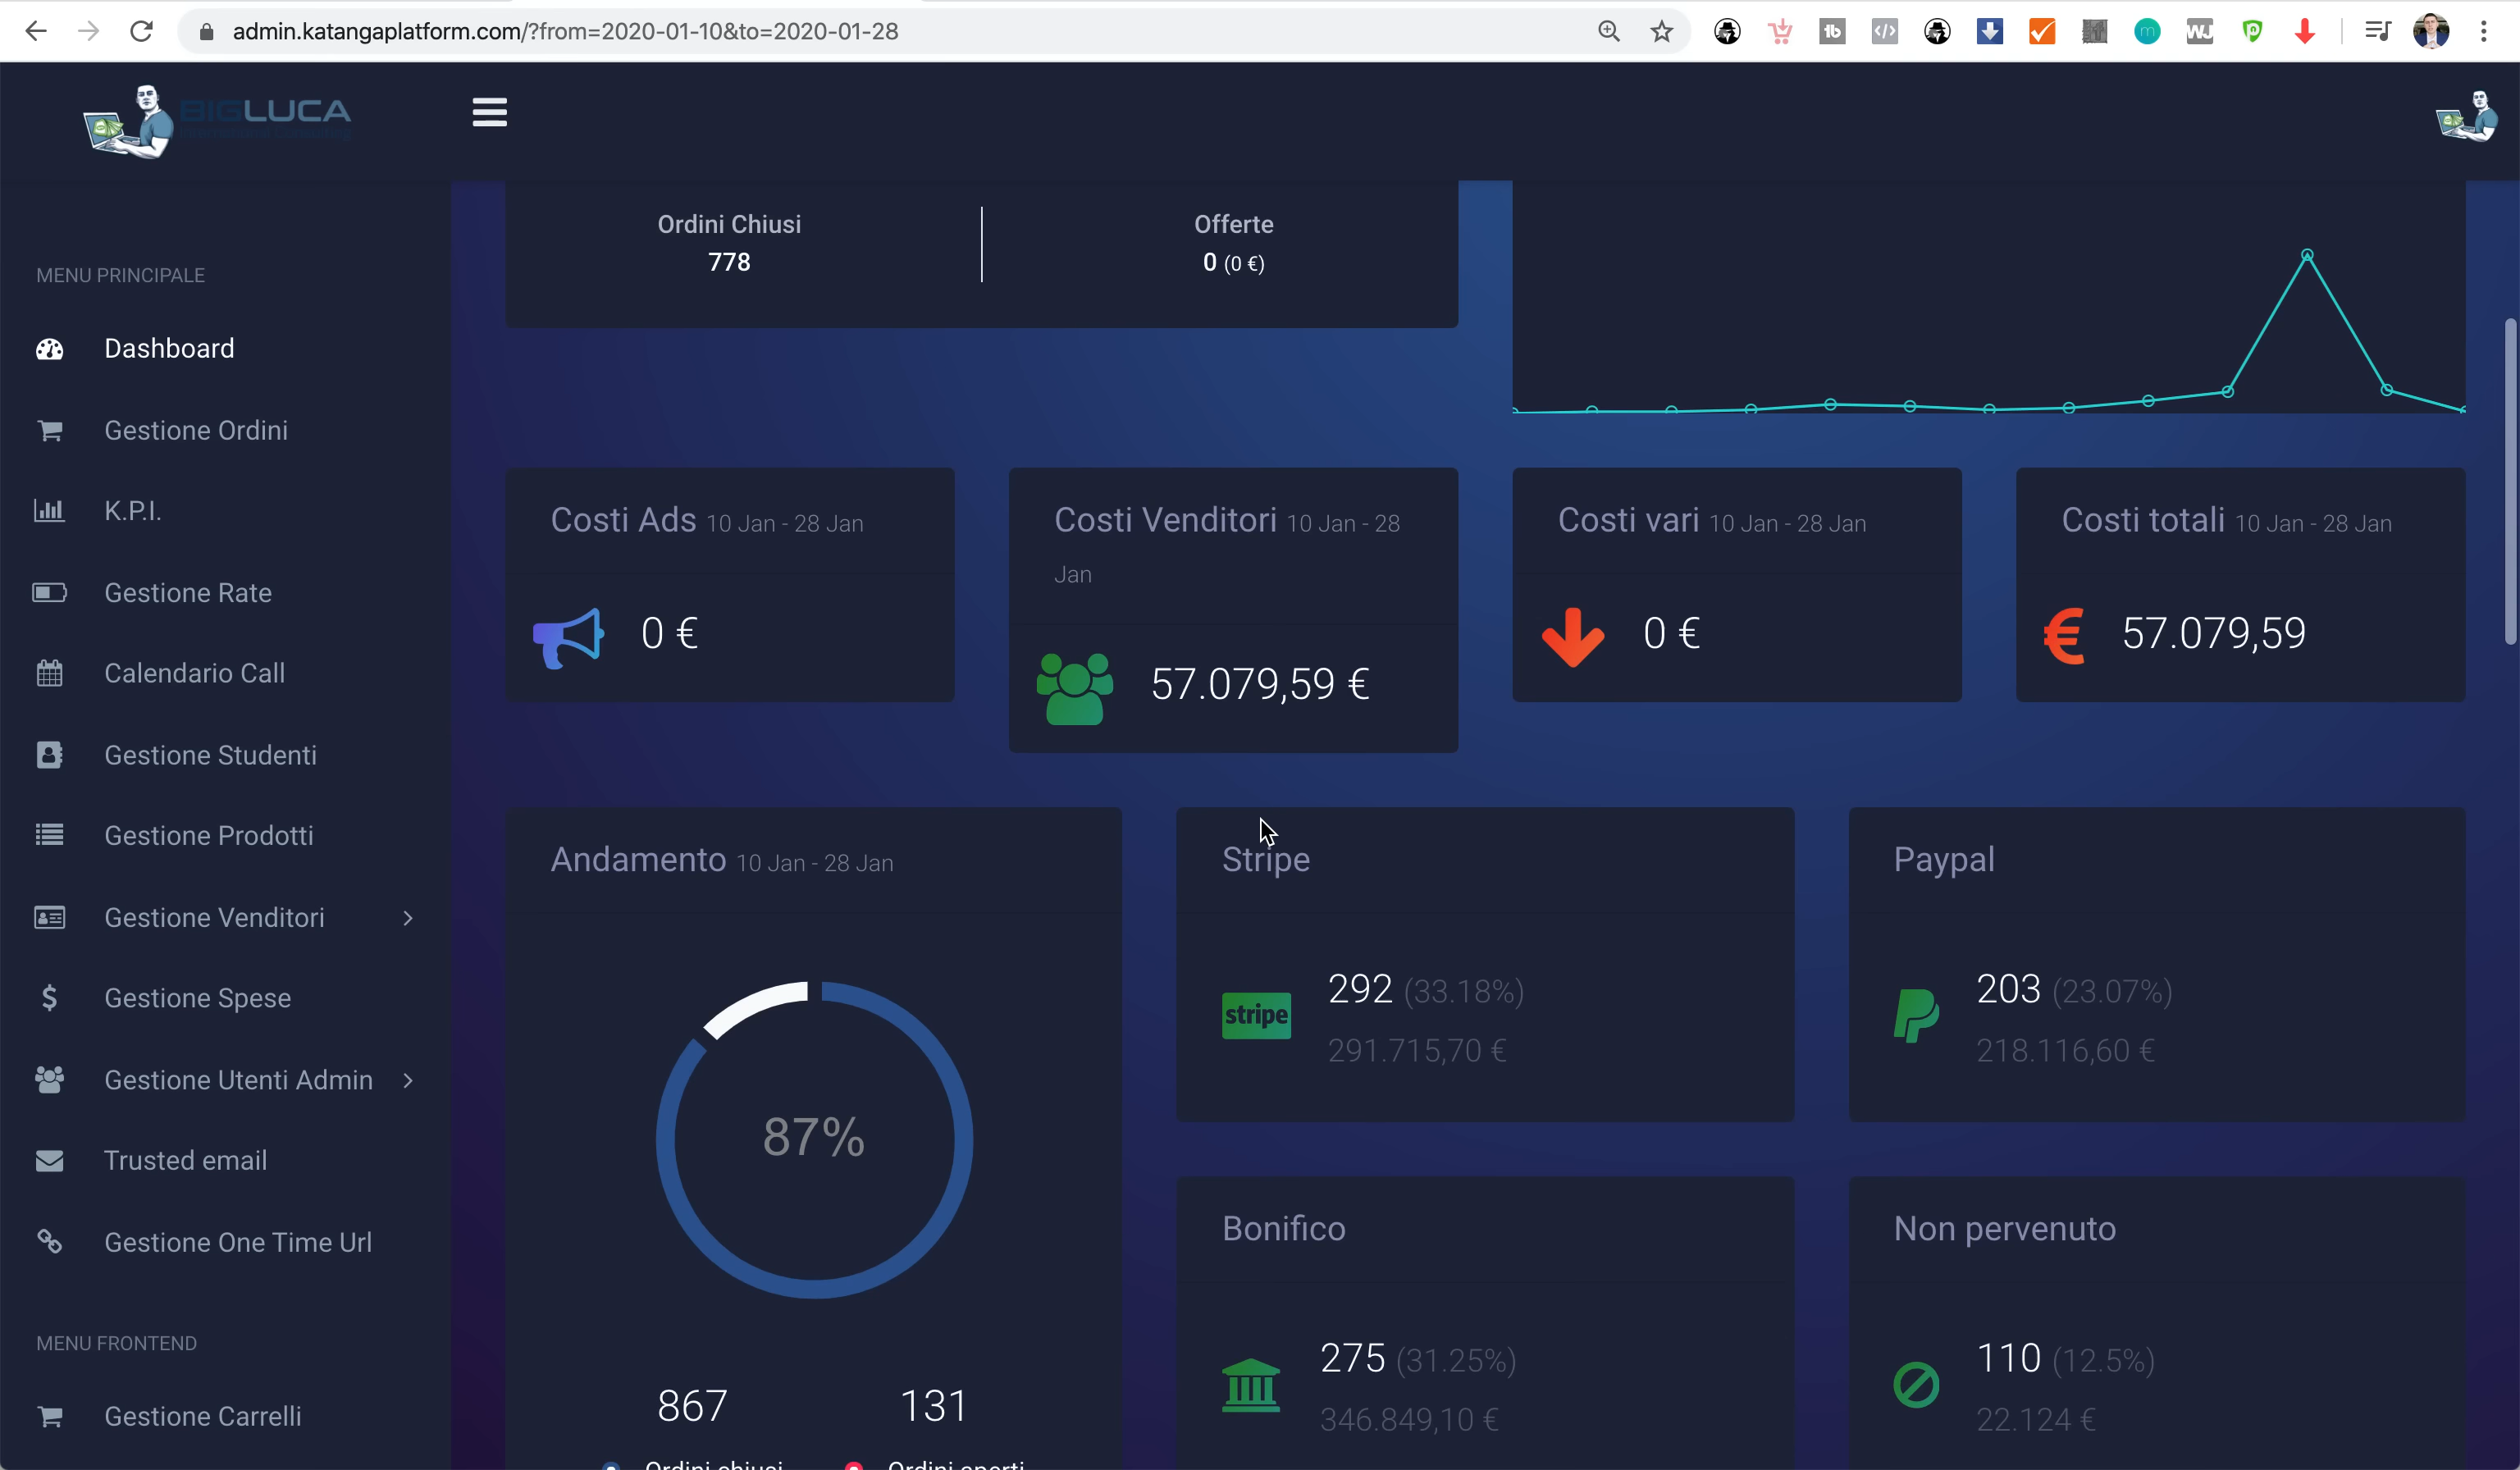 admin.katangaplatform.com/?from=2020-01-10&to=2020-01-28
BIGLUCA
MENU PRINCIPALE
Dashboard
Gestione Ordini
K.P.I.
Gestione Rate
Calendario Call
Gestione Studenti
Gestione Prodotti
Gestione Venditori
Gestione Spese
Gestione Utenti Admin
Trusted email
Gestione One Time Url
MENU FRONTEND
Gestione Carrelli
Ordini Chiusi
778
Offerte
0 (0 €)
Costi Ads 10 Jan - 28 Jan
0 €
Costi Venditori 10 Jan - 28
Jan
57.079,59 €
Costi vari 10 Jan - 28 Jan
0 €
Costi totali 10 Jan - 28 Jan
57.079,59
Andamento 10 Jan - 28 Jan
87%
867
131
Ordini chiusi
Ordini aperti
Stripe
stripe
292 (33.18%)
291.715,70 €
Paypal
203 (23.07%)
218.116,60 €
Bonifico
275 (31.25%)
346.849,10 €
Non pervenuto
110 (12.5%)
22.124 €